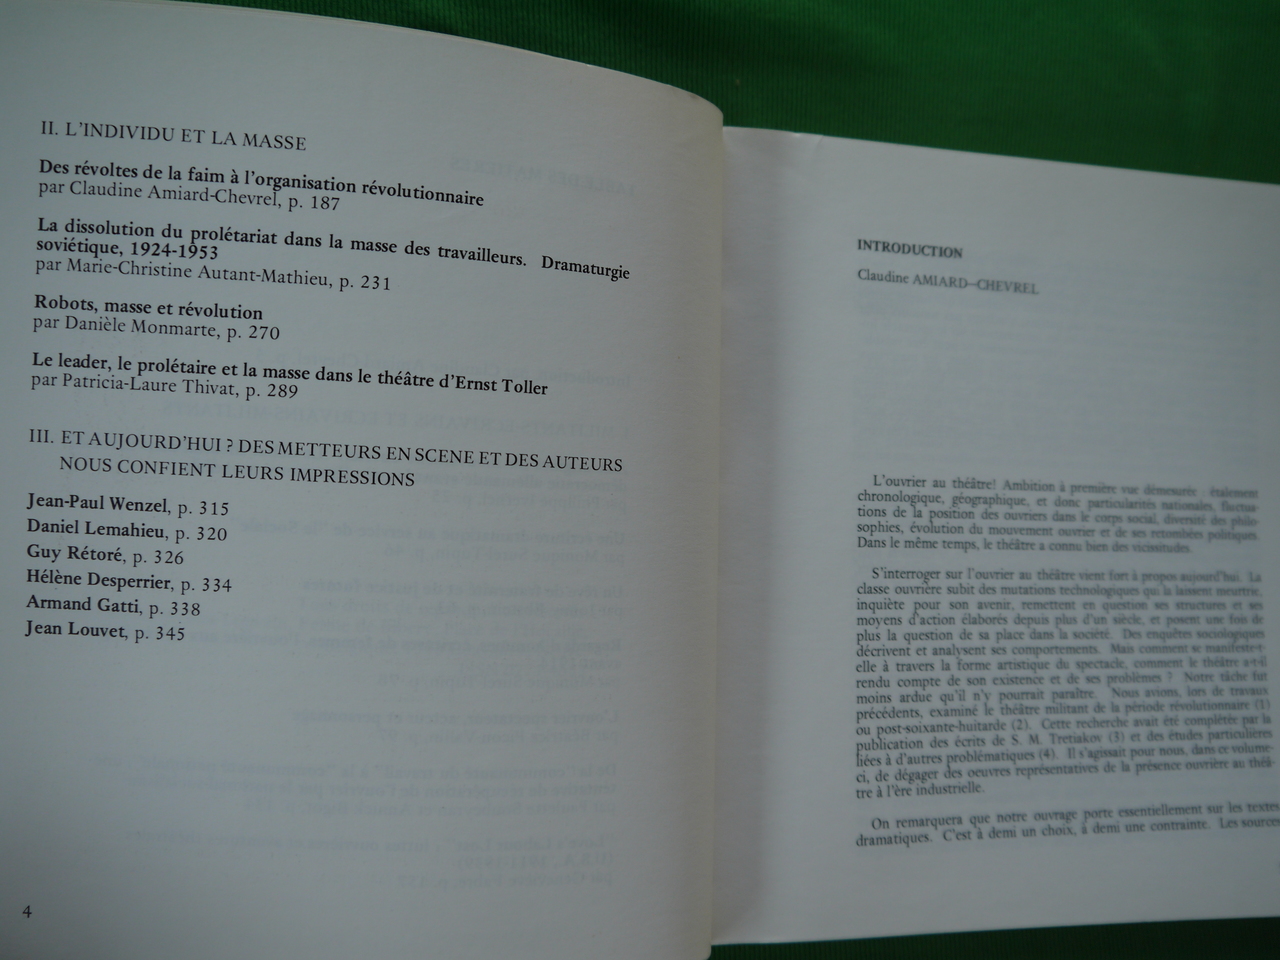 II. L'INDIVIDU ET LA MASSE
Des révoltes de la faim à l'organisation révolutionnaire
par Claudine Amiard-Chevrel, p. 187
La dissolution du prolétariat dans la masse des travailleurs. Dramaturgie
soviétique, 1924-1953
par Marie-Christine Autant-Mathieu, p. 231
Robots, masse et révolution
par Danièle Monmarte, p. 270
Le leader, le prolétaire et la masse dans le théâtre d'Ernst Toller
par Patricia-Laure Thivat, p. 289
III. ET AUJOURD'HUI ? DES METTEURS EN SCENE ET DES AUTEURS
NOUS CONFIENT LEURS IMPRESSIONS
Jean-Paul Wenzel, p. 315
Daniel Lemahieu, p. 320
Guy Rétoré, p. 326
Hélène Desperrier, p. 334
Armand Gatti, p. 338
Jean Louvet, p. 345
4
INTRODUCTION
Claudine AMIARD-CHEVREL
L'ouvrier au théâtre! Ambition à première vue démesurée : étalement
chronologique, géographique, et donc particularités nationales, fluctua-
tions de la position des ouvriers dans le corps social, diversité des philo-
sophies, évolution du mouvement ouvrier et de ses retombées politiques.
Dans le même temps, le théâtre a connu bien des vicissitudes.
S'interroger sur l'ouvrier au théâtre vient fort à propos aujourd'hui. La
classe ouvrière subit des mutations technologiques qui la laissent meurtrie,
inquiète pour son avenir, remettent en question ses structures et ses
moyens d'action élaborés depuis plus d'un siècle, et posent une fois de
plus la question de sa place dans la société. Des enquêtes sociologiques
décrivent et analysent ses comportements. Mais comment se manifeste-t-
elle à travers la forme artistique du spectacle, comment le théâtre a-t-il
rendu compte de son existence et de ses problèmes ? Notre tâche fut
moins ardue qu'il n'y pourrait paraître. Nous avions, lors de travaux
précédents, examiné le théâtre militant de la période révolutionnaire (1)
ou post-soixante-huitarde (2). Cette recherche avait été complétée par la
publication des écrits de S. M. Tretiakov (3) et des études particulières
liées à d'autres problématiques (4). Il s'agissait pour nous, dans ce volume-
ci, de dégager des oeuvres représentatives de la présence ouvrière au théâ-
tre à l'ère industrielle.
On remarquera que notre ouvrage porte essentiellement sur les textes
dramatiques. C'est à demi un choix, à demi une contrainte. Les sources